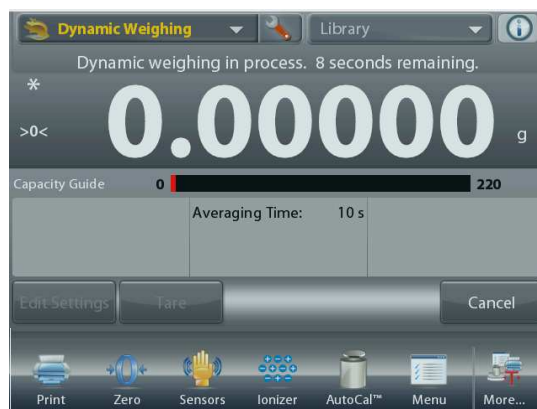 Dynamic Weighing Library
Dynamic weighing in process. 8 seconds remaining.
*
>0< 0.00000 g
Capacity Guide 0 220
Averaging Time: 10 s
Edit Settings Tare Cancel
Print Zero Sensors Ionizer AutoCal™ Menu More...